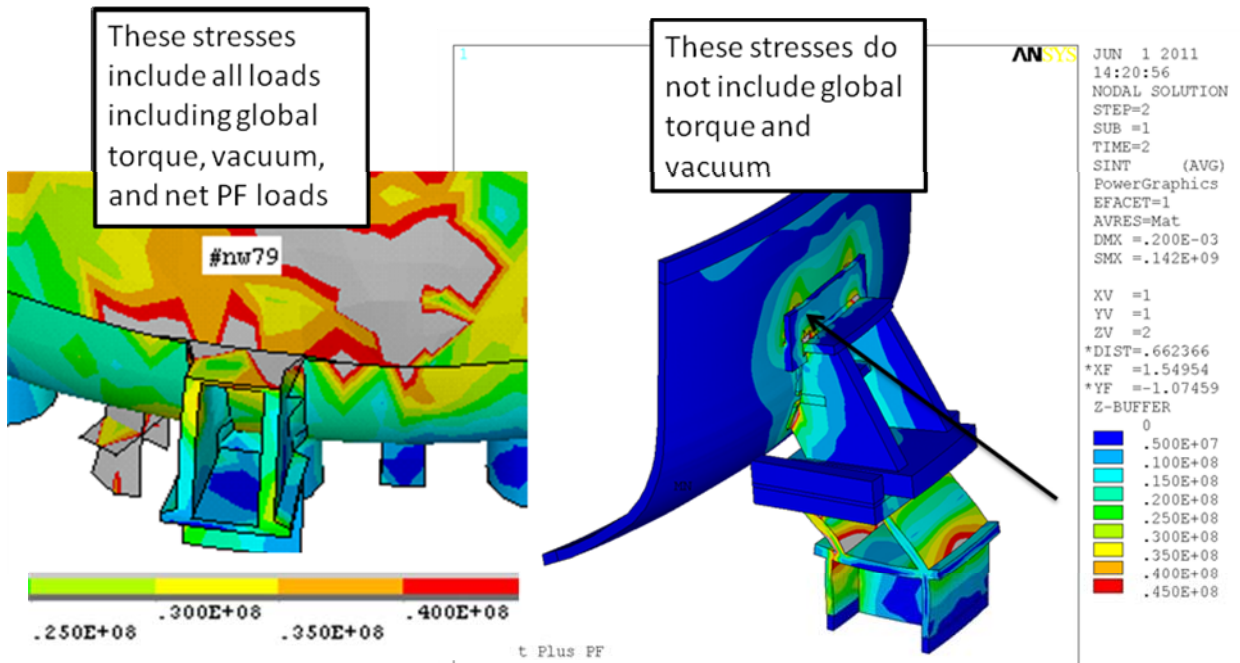 These stresses
include all loads
including global
torque, vacuum,
and net PF loads
#nw79
.250E+08
.300E+08
.350E+08
.400E+08
1
These stresses do
not include global
torque and
vacuum
ANSYS
t Plus PF
JUN 1 2011
14:20:56
NODAL SOLUTION
STEP=2
SUB =1
TIME=2
SINT (AVG)
PowerGraphics
EFACET=1
AVRES=Mat
DMX =.200E-03
SMX =.142E+09
XV =1
YV =1
ZV =2
*DIST=.662366
*XF =1.54954
*YF =-1.07459
Z-BUFFER
0
.500E+07
.100E+08
.150E+08
.200E+08
.250E+08
.300E+08
.350E+08
.400E+08
.450E+08